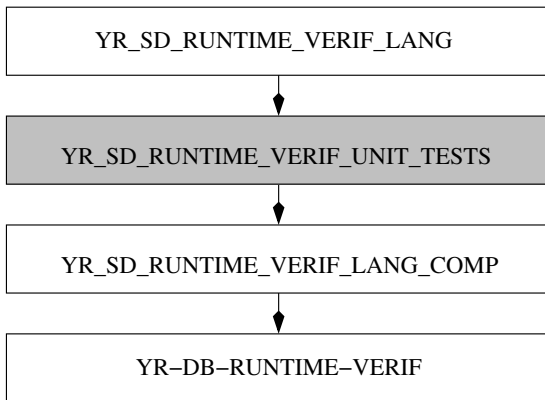 YR_SD_RUNTIME_VERIF_LANG
YR_SD_RUNTIME_VERIF_UNIT_TESTS
YR_SD_RUNTIME_VERIF_LANG_COMP
YR−DB−RUNTIME−VERIF